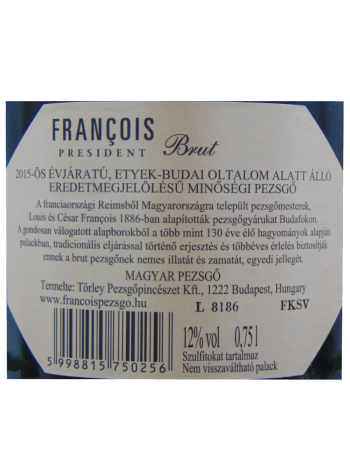 FRANÇOIS
PRESIDENT Brut
2015-ÖS ÉVJÁRATÚ, ETYEK-BUDAI OLTALOM ALATT ÁLLÓ
EREDETMEGJELÖLÉSŰ MINŐSÉGI PEZSGŐ
A franciaországi Reimsből Magyarországra települt pezsgőmesterek,
Louis és César François 1886-ban alapították pezsgőgyárukat Budafokon.
A gondosan válogatott alapborokból a több mint 130 éve élő hagyományok alapján
palackban, tradicionális eljárással történő erjesztés és többéves érlelés biztosítják
ennek a brut pezsgőnek nemes illatát és zamatát, egyedi jellegét.
MAGYAR PEZSGŐ
Termelte: Törley Pezsgőpincészet Kft., 1222 Budapest, Hungary
www.francoispezsgo.hu
L 8186 FKSV
12% vol 0,75 l
Szulfitokat tartalmaz
Nem visszaváltható palack
5 998815 750256